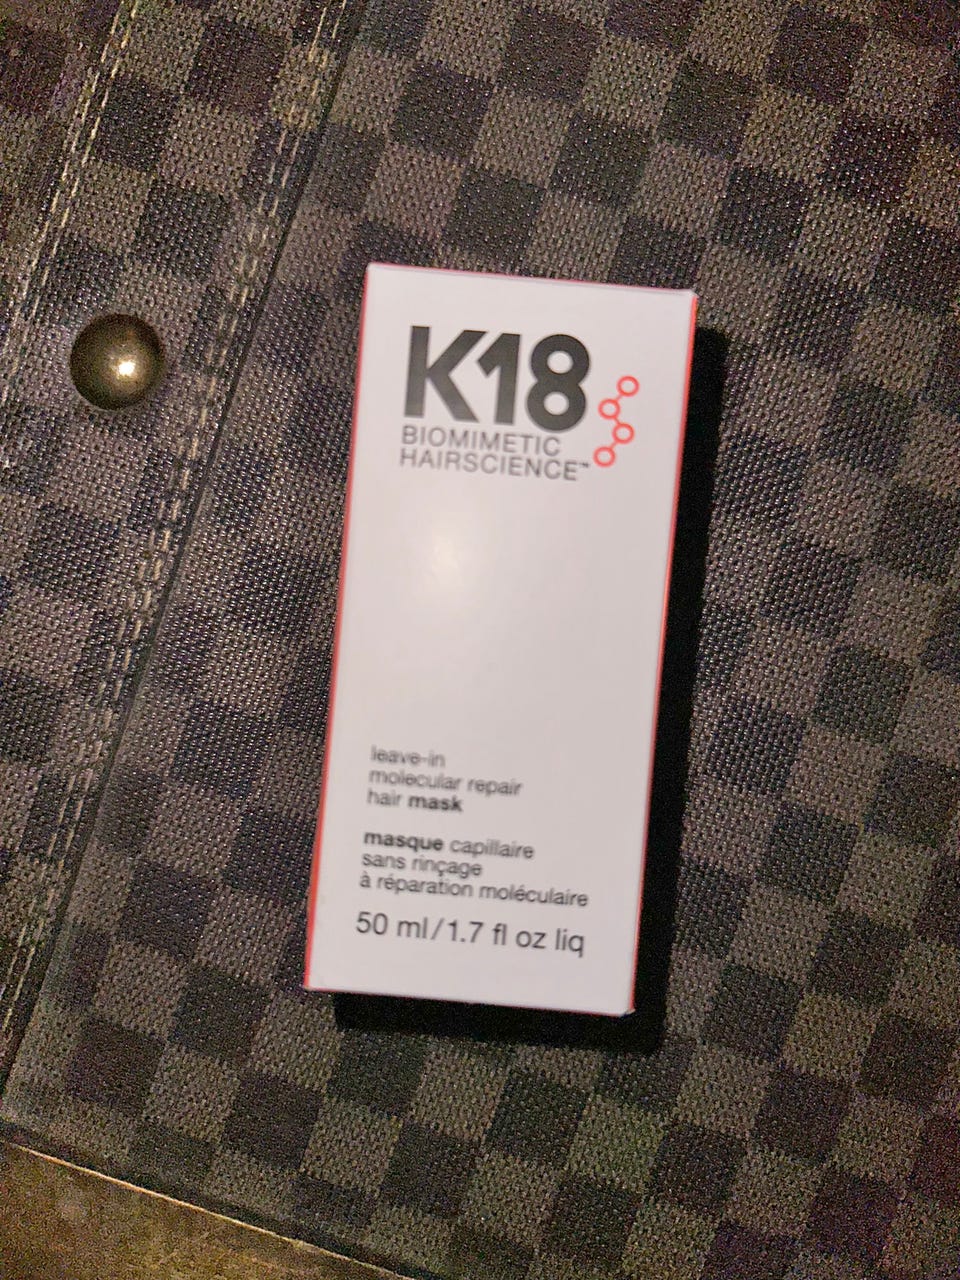 K18
BIOMIMETIC
HAIRSCIENCE™
leave-in
molecular repair
hair mask
masque capillaire
sans rinçage
à réparation moléculaire
50 ml/1.7 fl oz liq